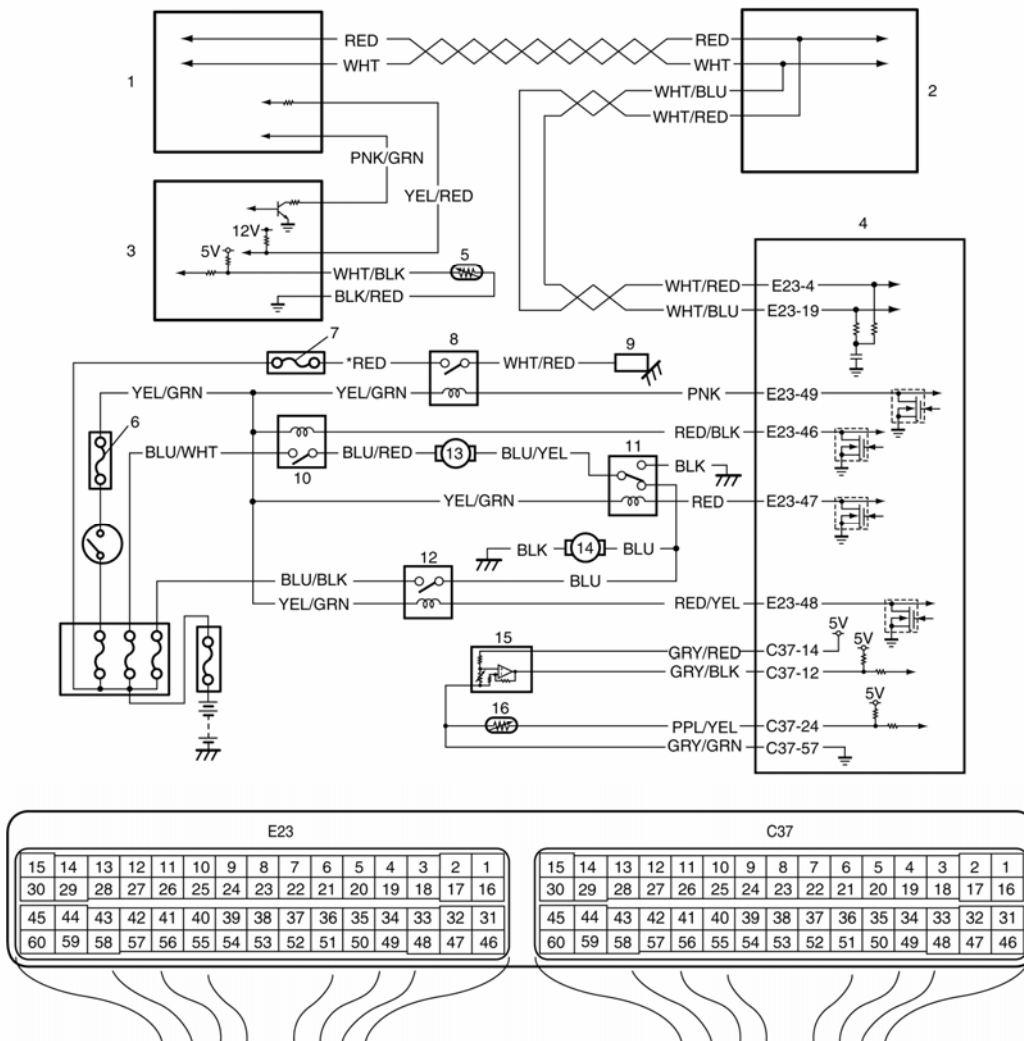 RED RED
WHT WHT
1 2
WHT/BLU
WHT/RED
PNK/GRN
YEL/RED
4
12V
3 5V 5
WHT/BLK WHT/RED E23-4
BLK/RED WHT/BLU E23-19
7 8 9
*RED WHT/RED
YEL/GRN YEL/GRN PNK E23-49
6 RED/BLK E23-46
BLU/WHT BLU/RED 13 BLU/YEL 11 BLK
10
YEL/GRN RED E23-47
BLK 14 BLU
12
BLU/BLK BLU
YEL/GRN RED/YEL E23-48
5V
15 5V
GRY/RED C37-14
GRY/BLK C37-12
5V
16
PPL/YEL C37-24
GRY/GRN C37-57
E23 C37
15 14 13 12 11 10 9 8 7 6 5 4 3 2 1 15 14 13 12 11 10 9 8 7 6 5 4 3 2 1
30 29 28 27 26 25 24 23 22 21 20 19 18 17 16 30 29 28 27 26 25 24 23 22 21 20 19 18 17 16
45 44 43 42 41 40 39 38 37 36 35 34 33 32 31 45 44 43 42 41 40 39 38 37 36 35 34 33 32 31
60 59 58 57 56 55 54 53 52 51 50 49 48 47 46 60 59 58 57 56 55 54 53 52 51 50 49 48 47 46